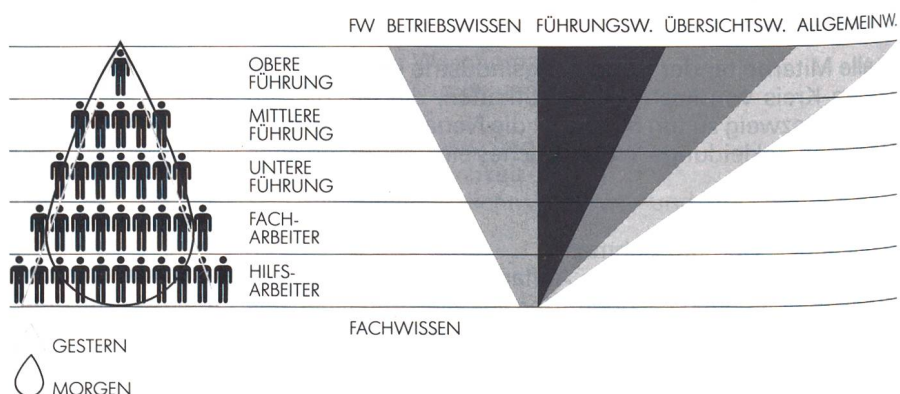 FW BETRIEBSWISSEN FÜHRUNGSW. ÜBERSICHTSW. ALLGEMEINW.
OBERE
FÜHRUNG
MITTLERE
FÜHRUNG
UNTERE
FÜHRUNG
FACH-
ARBEITER
HILFS-
ARBEITER
FACHWISSEN
GESTERN
MORGEN